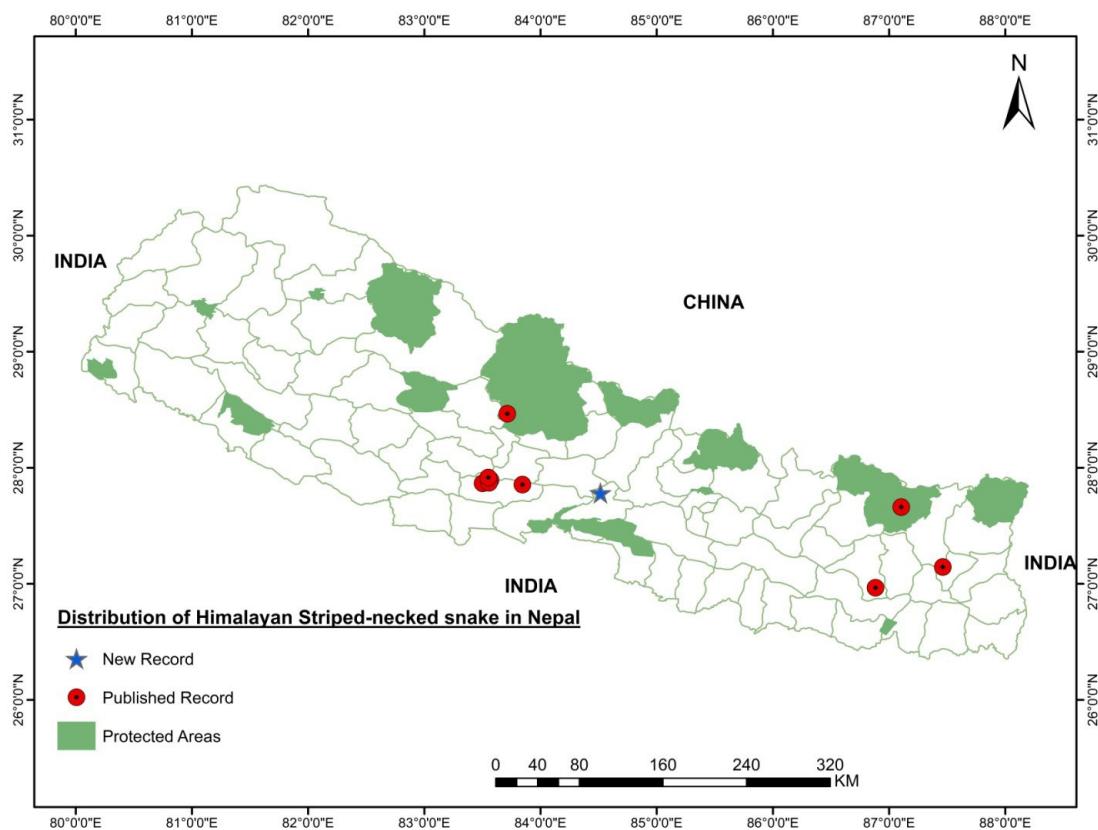 80°0'0"E 81°0'0"E 82°0'0"E 83°0'0"E 84°0'0"E 85°0'0"E 86°0'0"E 87°0'0"E 88°0'0"E
N
31°0'0"N 31°0'0"N
30°0'0"N 30°0'0"N
INDIA
CHINA
29°0'0"N 29°0'0"N
28°0'0"N 28°0'0"N
INDIA
INDIA
27°0'0"N 27°0'0"N
Distribution of Himalayan Striped-necked snake in Nepal
New Record
Published Record
26°0'0"N 26°0'0"N
Protected Areas
0 40 80 160 240 320
KM
80°0'0"E 81°0'0"E 82°0'0"E 83°0'0"E 84°0'0"E 85°0'0"E 86°0'0"E 87°0'0"E 88°0'0"E